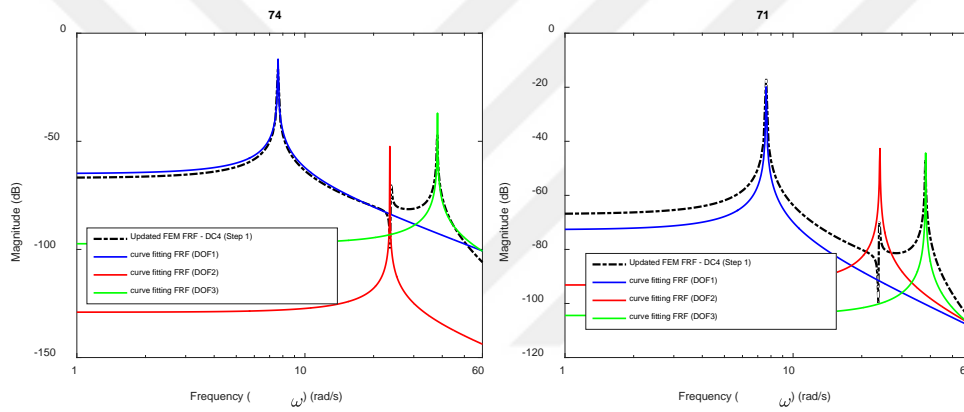 74
0
-50
-100
-150
Magnitude (dB)
Updated FEM FRF - DC4 (Step 1)
curve fitting FRF (DOF1)
curve fitting FRF (DOF2)
curve fitting FRF (DOF3)
1
10
60
Frequency ( ω) (rad/s)
71
0
-20
-40
-60
-80
-100
-120
Magnitude (dB)
Updated FEM FRF - DC4 (Step 1)
curve fitting FRF (DOF1)
curve fitting FRF (DOF2)
curve fitting FRF (DOF3)
1
10
6
Frequency ( ω) (rad/s)